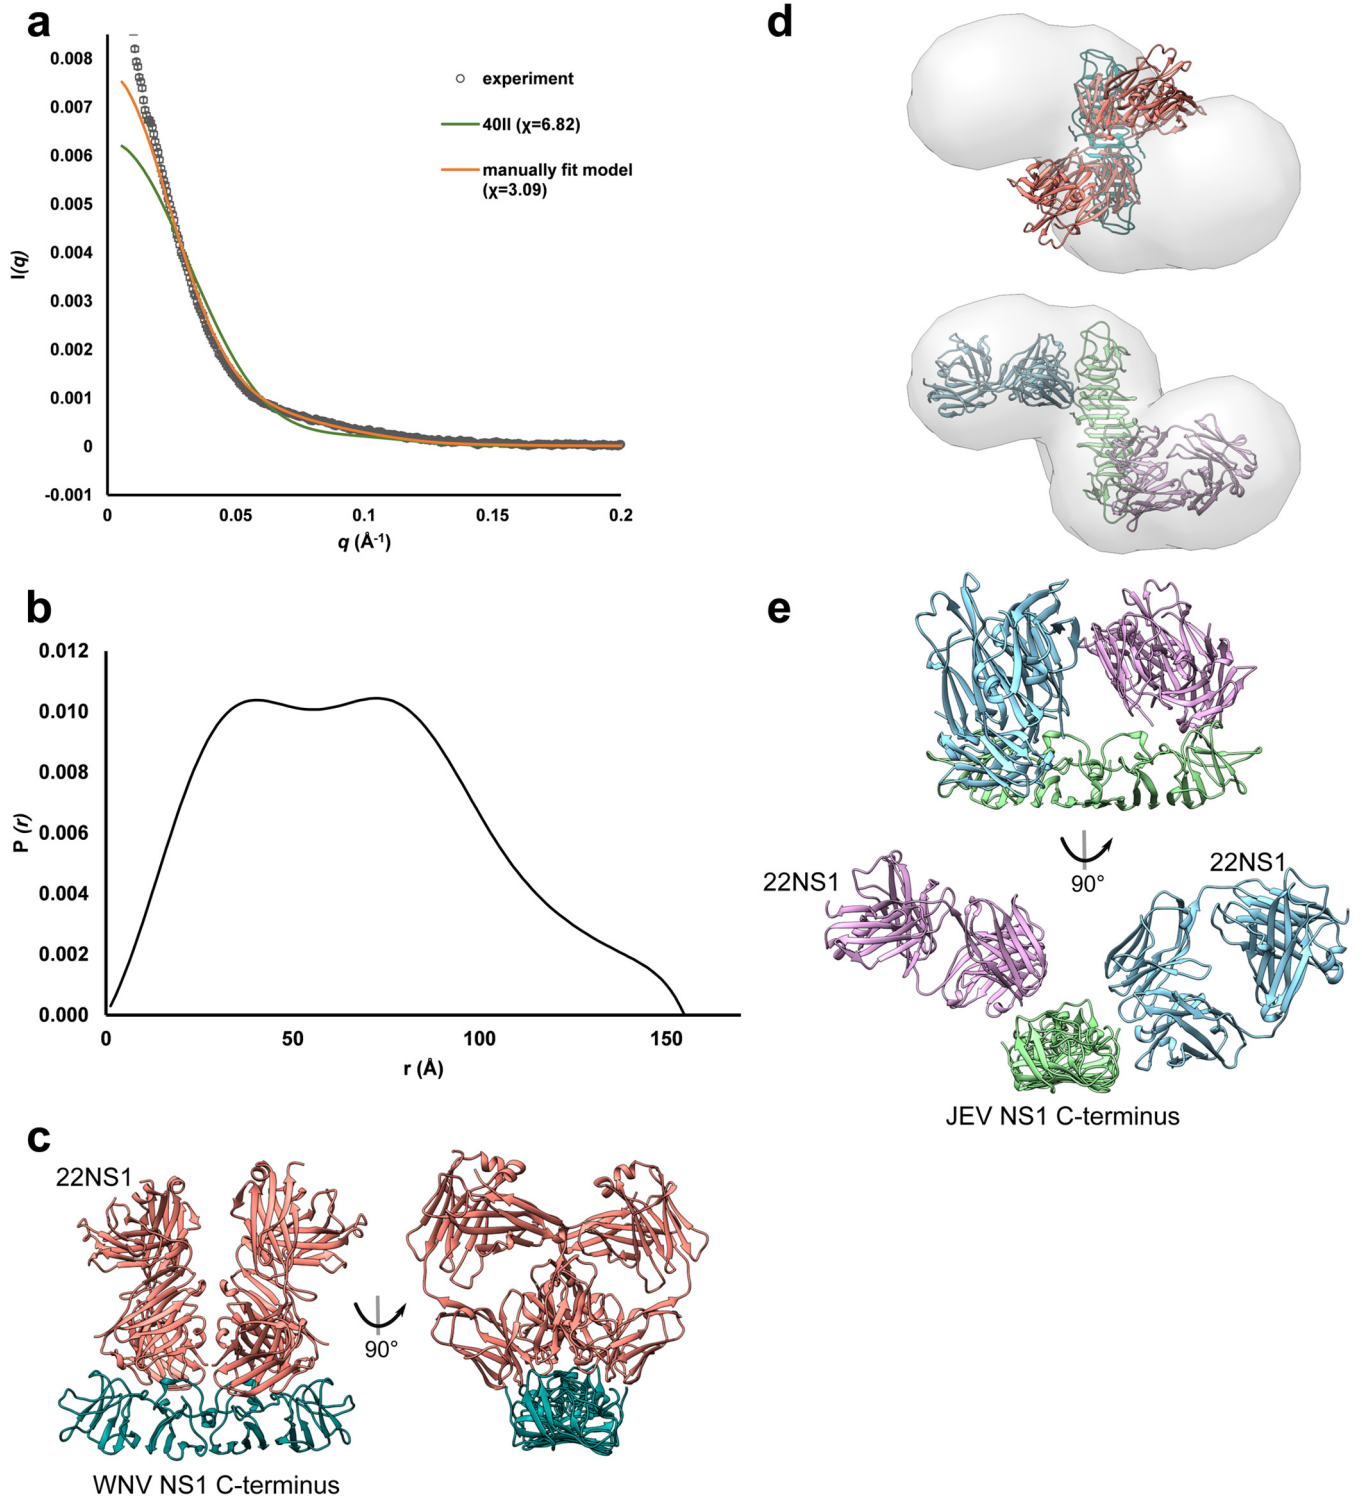 a
0.008
0.007
0.006
0.005
0.004
0.003
0.002
0.001
0
-0.001
I(q)
0 0.05 0.1 0.15 0.2
q (Å⁻¹)
experiment
40II (χ=6.82)
manually fit model
(χ=3.09)
b
0.012
0.010
0.008
0.006
0.004
0.002
0.000
P (r)
0 50 100 150
r (Å)
c
22NS1
90°
WNV NS1 C-terminus
d
e
90°
22NS1
22NS1
JEV NS1 C-terminus